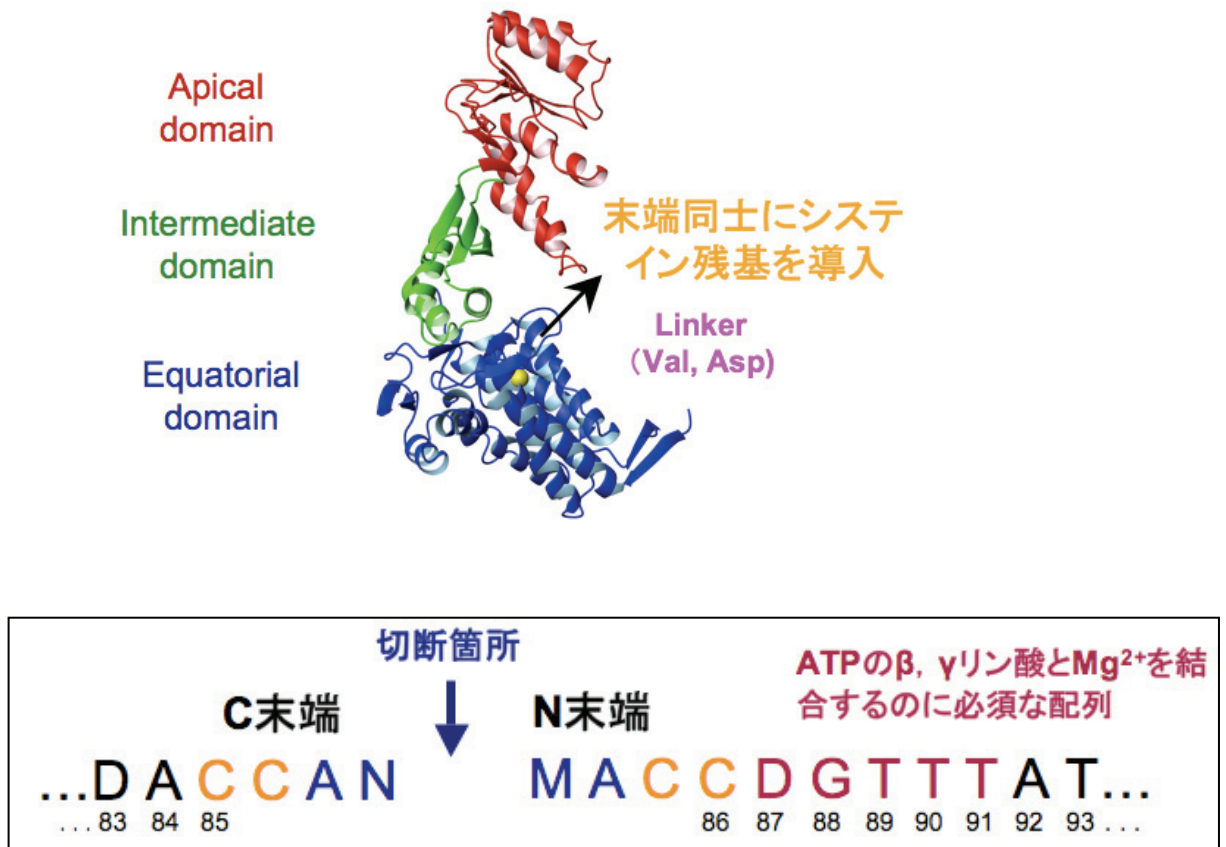 Apical
domain
Intermediate
domain
末端同士にシステ
イン残基を導入
Linker
（Val, Asp)
Equatorial
domain
切断箇所
ATPのβ, γリン酸とMg²⁺を結
合するのに必須な配列
C末端
N末端
...D A C C A N M A C C D G T T T A T...
...83 84 85 86 87 88 89 90 91 92 93...